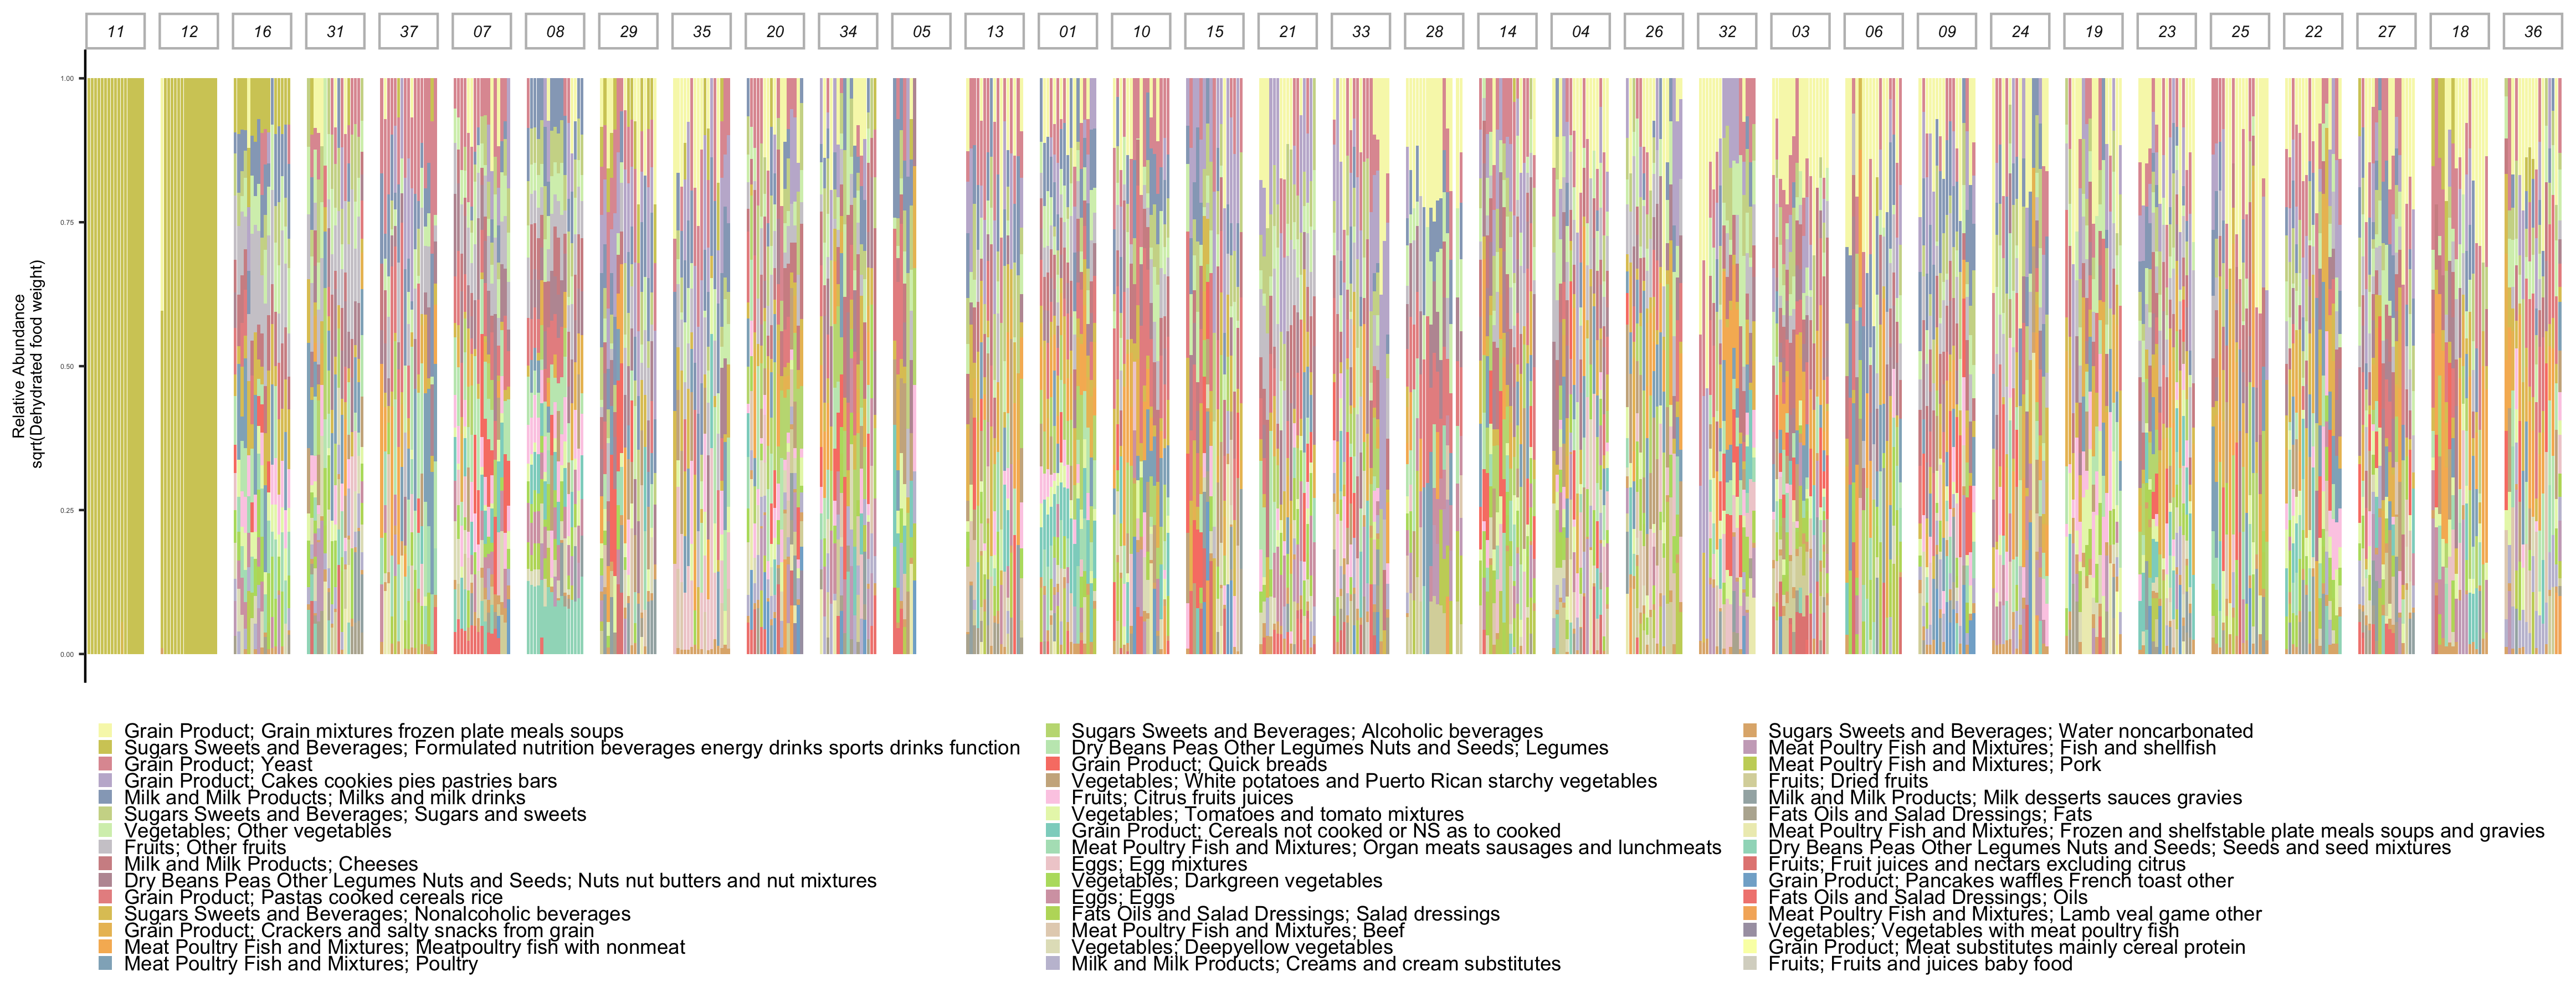 11 12 16 31 37 07 08 29 35 20 34 05 13 01 10 15 21 33 28 14 04 26 32 03 06 09 24 19 23 25 22 27 18 36
1.00
0.75
0.50
0.25
0.00
Relative Abundance
sqrt(Dehydrated food weight)
Grain Product; Grain mixtures frozen plate meals soups
Sugars Sweets and Beverages; Formulated nutrition beverages energy drinks sports drinks function
Grain Product; Yeast
Grain Product; Cakes cookies pies pastries bars
Milk and Milk Products; Milks and milk drinks
Sugars Sweets and Beverages; Sugars and sweets
Vegetables; Other vegetables
Fruits; Other fruits
Milk and Milk Products; Cheeses
Dry Beans Peas Other Legumes Nuts and Seeds; Nuts nut butters and nut mixtures
Grain Product; Pastas cooked cereals rice
Sugars Sweets and Beverages; Nonalcoholic beverages
Grain Product; Crackers and salty snacks from grain
Meat Poultry Fish and Mixtures; Meatpoultry fish with nonmeat
Meat Poultry Fish and Mixtures; Poultry
Sugars Sweets and Beverages; Alcoholic beverages
Dry Beans Peas Other Legumes Nuts and Seeds; Legumes
Grain Product; Quick breads
Vegetables; White potatoes and Puerto Rican starchy vegetables
Fruits; Citrus fruits juices
Vegetables; Tomatoes and tomato mixtures
Grain Product; Cereals not cooked or NS as to cooked
Meat Poultry Fish and Mixtures; Organ meats sausages and lunchmeats
Eggs; Egg mixtures
Vegetables; Darkgreen vegetables
Eggs; Eggs
Fats Oils and Salad Dressings; Salad dressings
Meat Poultry Fish and Mixtures; Beef
Vegetables; Deepyellow vegetables
Milk and Milk Products; Creams and cream substitutes
Sugars Sweets and Beverages; Water noncarbonated
Meat Poultry Fish and Mixtures; Fish and shellfish
Meat Poultry Fish and Mixtures; Pork
Fruits; Dried fruits
Milk and Milk Products; Milk desserts sauces gravies
Fats Oils and Salad Dressings; Fats
Meat Poultry Fish and Mixtures; Frozen and shelfstable plate meals soups and gravies
Dry Beans Peas Other Legumes Nuts and Seeds; Seeds and seed mixtures
Fruits; Fruit juices and nectars excluding citrus
Grain Product; Pancakes waffles French toast other
Fats Oils and Salad Dressings; Oils
Meat Poultry Fish and Mixtures; Lamb veal game other
Vegetables; Vegetables with meat poultry fish
Grain Product; Meat substitutes mainly cereal protein
Fruits; Fruits and juices baby food